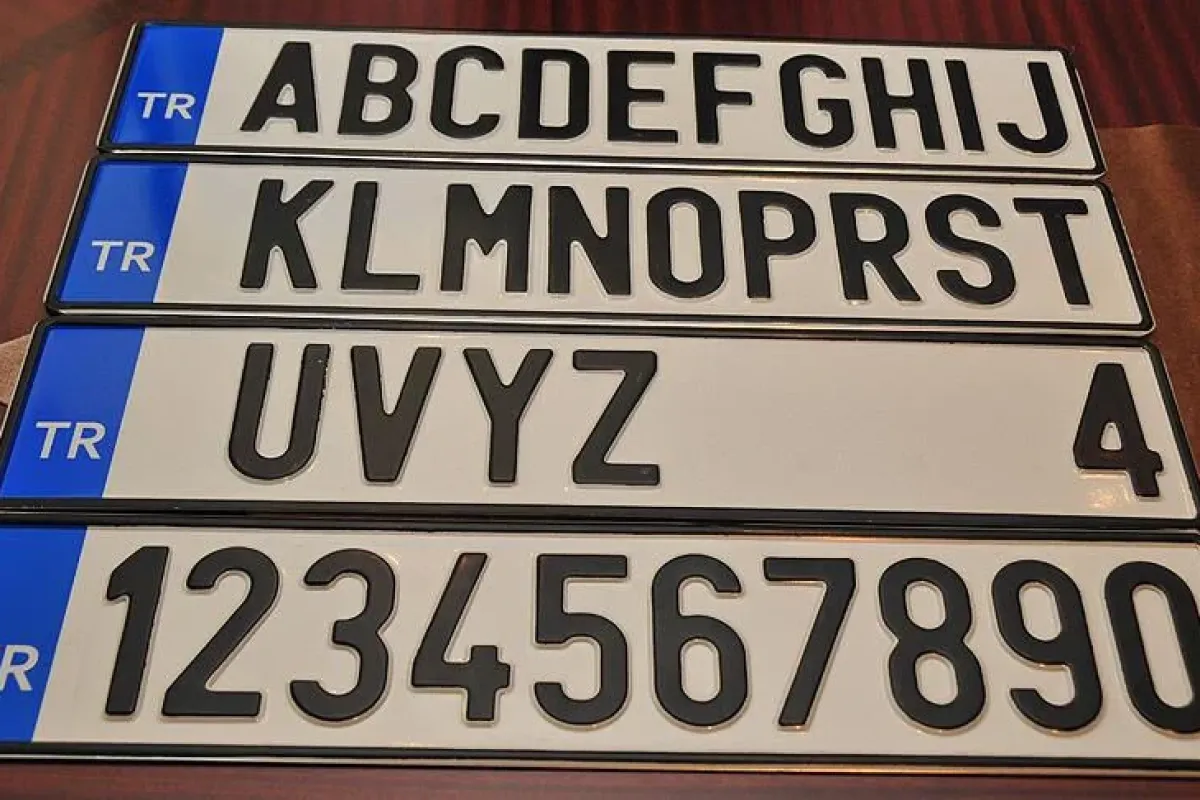 TR ABCDEFGHIJ
TR KLMNOPRST
TR UVYZ 4
R 1234567890